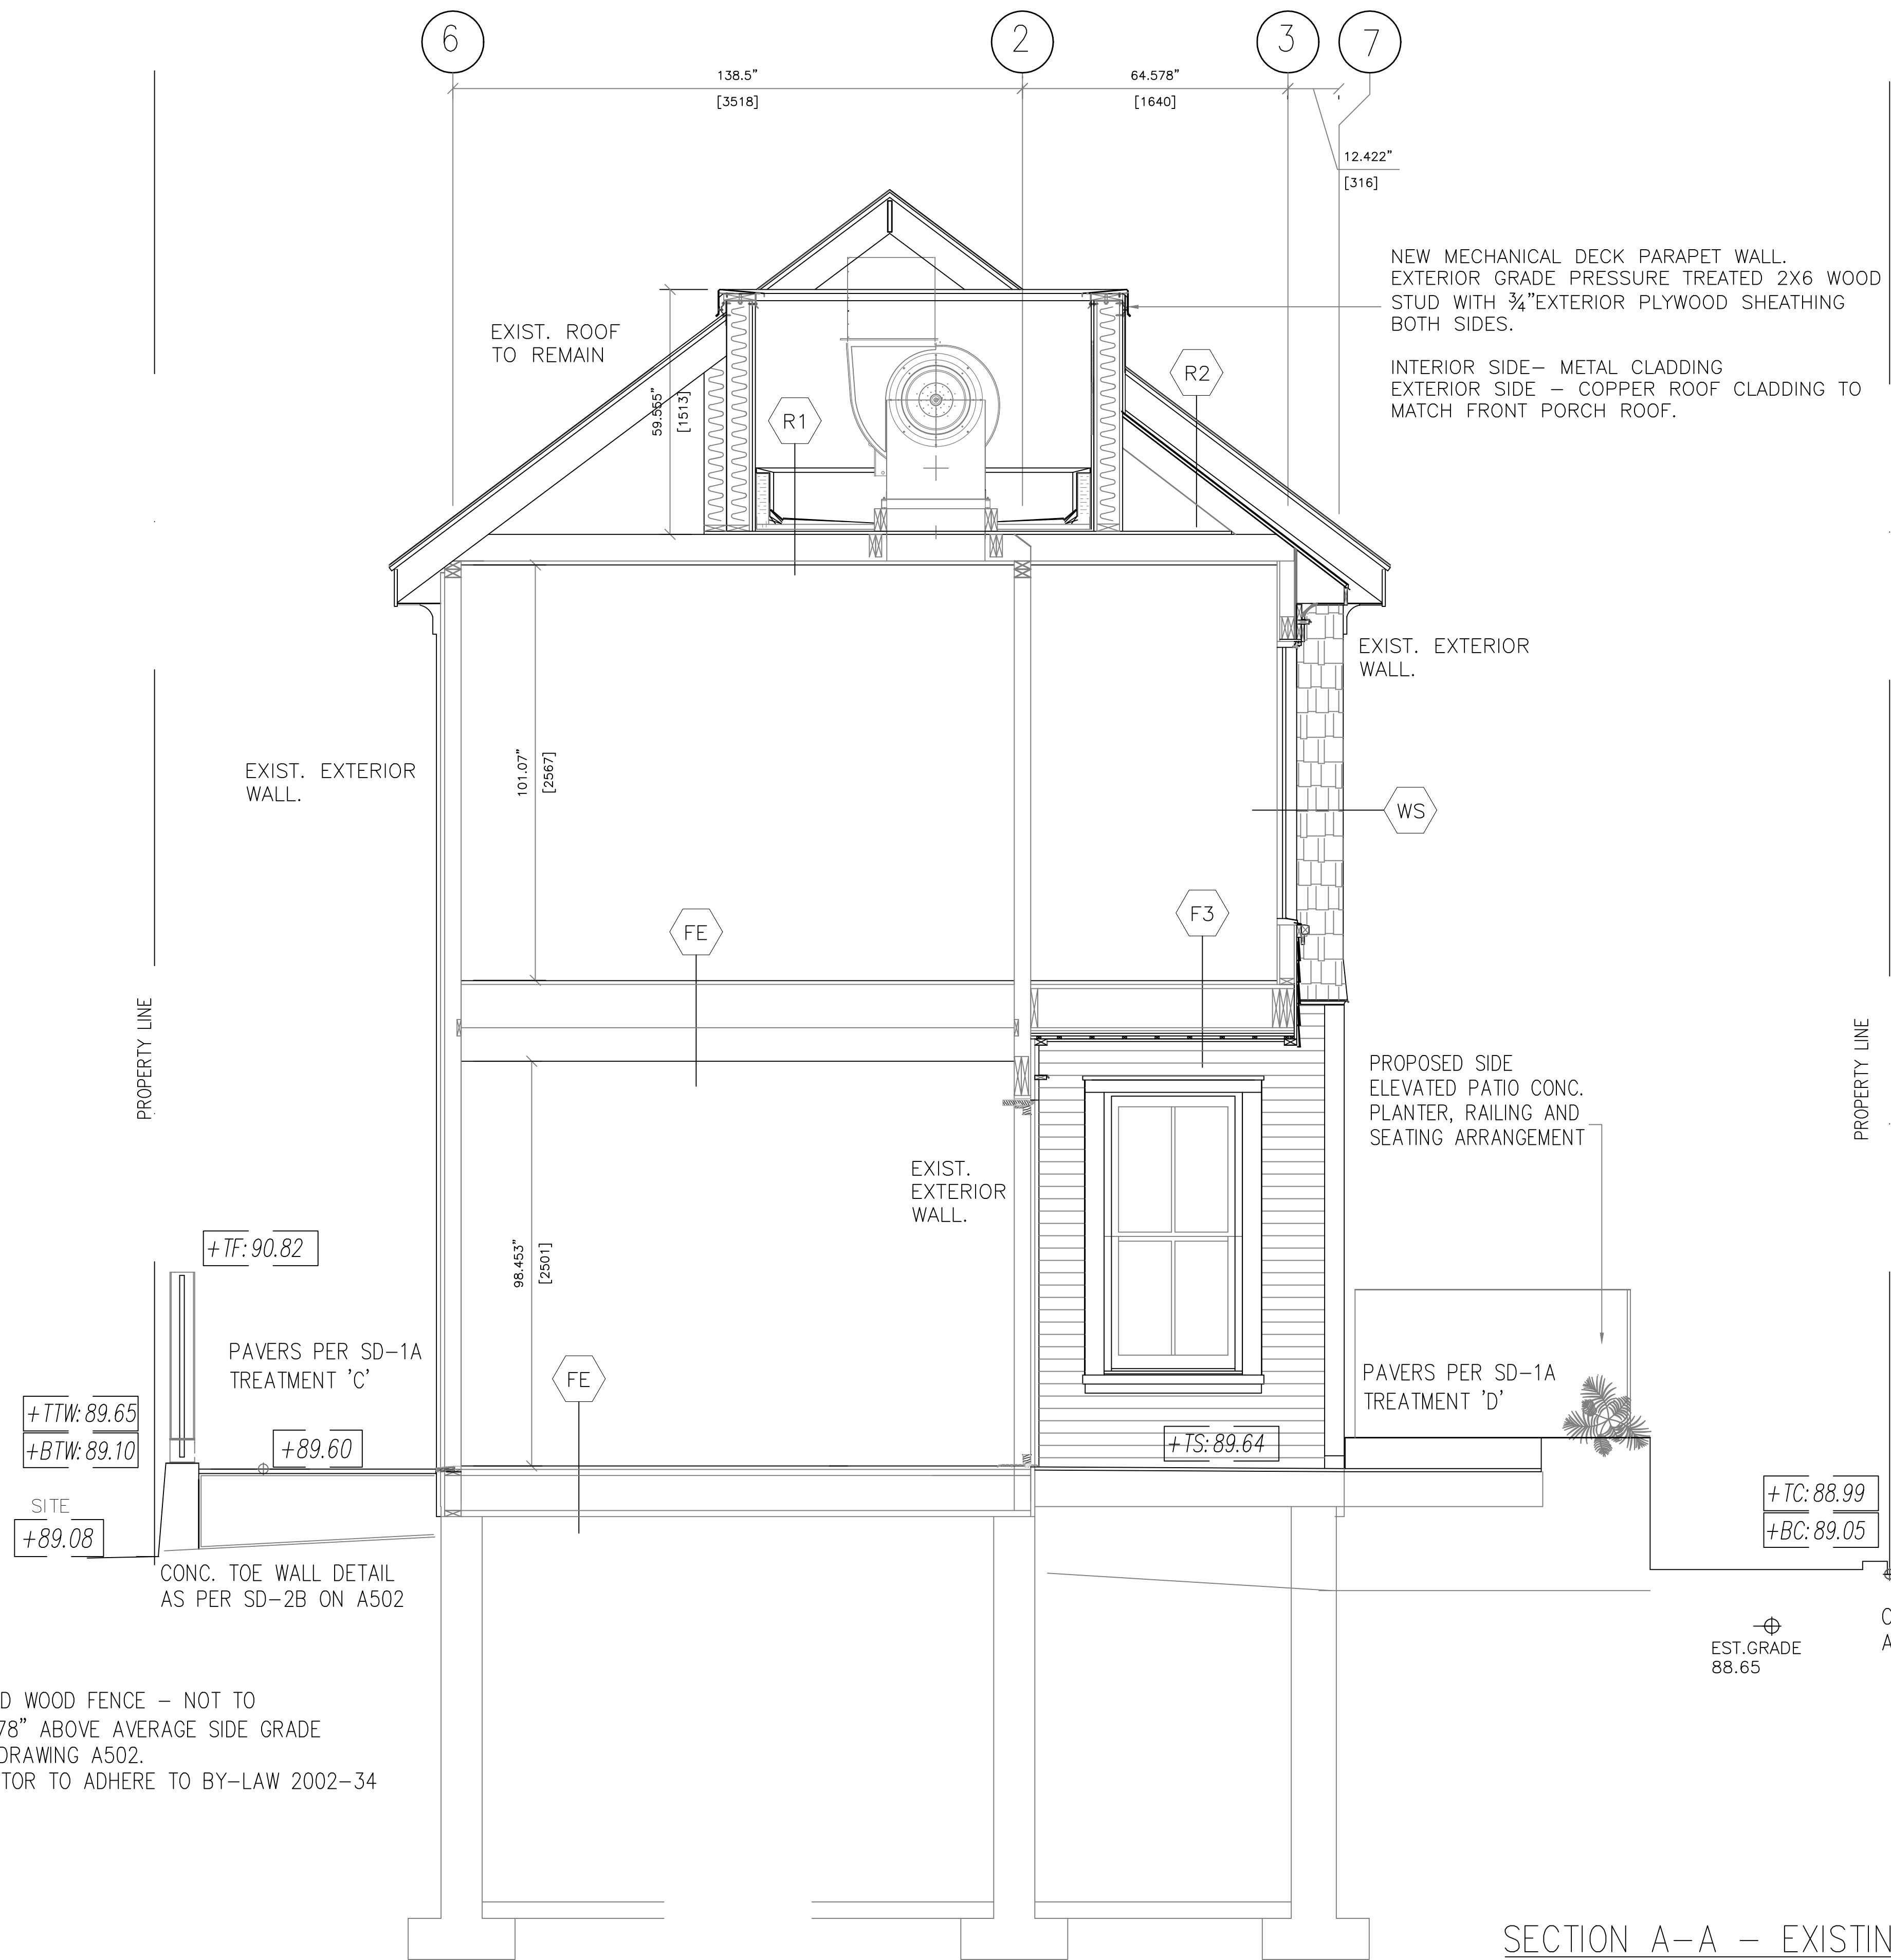 6
2
3
7
138.5"
[3518]
64.578"
[1640]
12.422"
[316]
NEW MECHANICAL DECK PARAPET WALL.
EXTERIOR GRADE PRESSURE TREATED 2X6 WOOD
STUD WITH ¾"EXTERIOR PLYWOOD SHEATHING
BOTH SIDES.
INTERIOR SIDE– METAL CLADDING
EXTERIOR SIDE – COPPER ROOF CLADDING TO
MATCH FRONT PORCH ROOF.
EXIST. ROOF
TO REMAIN
R2
59.555"
[1513]
R1
EXIST. EXTERIOR
WALL.
EXIST. EXTERIOR
WALL.
101.07"
[2567]
WS
FE
F3
PROPERTY LINE
PROPERTY LINE
PROPOSED SIDE
ELEVATED PATIO CONC.
PLANTER, RAILING AND
SEATING ARRANGEMENT
EXIST.
EXTERIOR
WALL.
+TF: 90.82
98.453"
[2501]
PAVERS PER SD–1A
TREATMENT 'C'
FE
PAVERS PER SD–1A
TREATMENT 'D'
+TTW: 89.65
+BTW: 89.10
+89.60
+TS: 89.64
SITE
+89.08
+TC: 88.99
+BC: 89.05
CONC. TOE WALL DETAIL
AS PER SD–2B ON A502
EST.GRADE
88.65
D WOOD FENCE – NOT TO
78" ABOVE AVERAGE SIDE GRADE
DRAWING A502.
TOR TO ADHERE TO BY–LAW 2002–34
SECTION A–A – EXISTIN